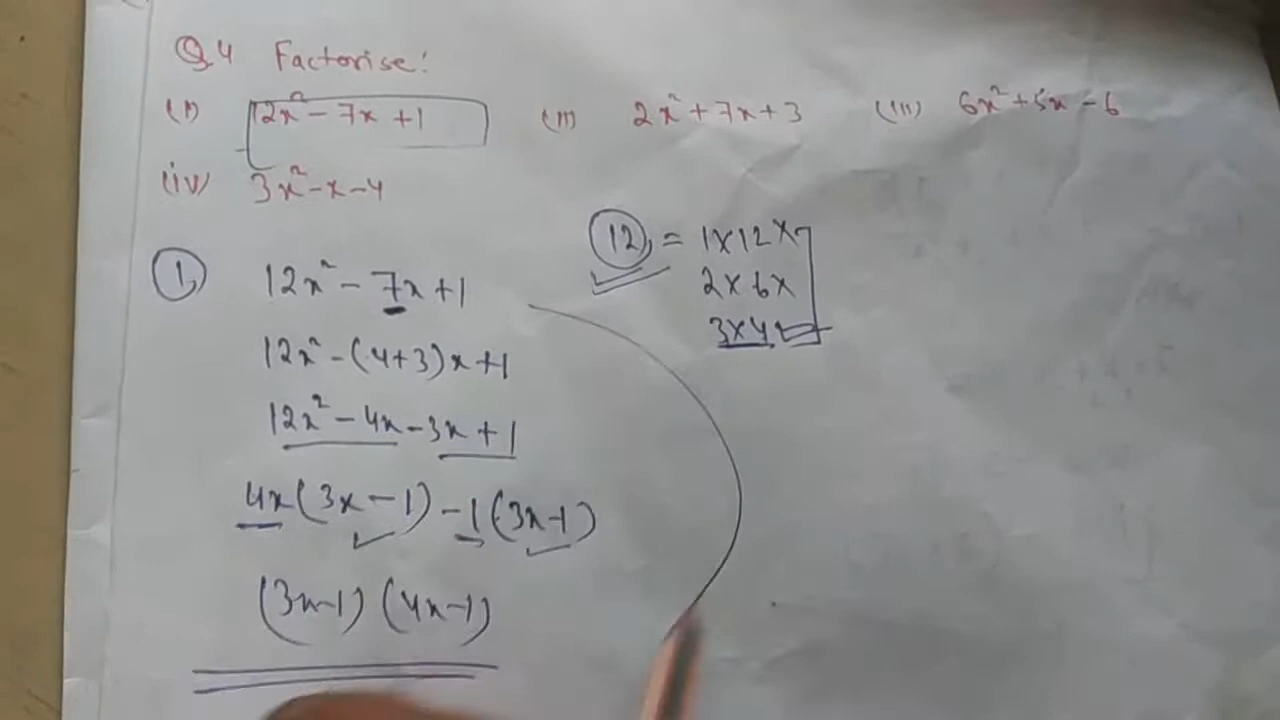 Q4 Factorise:
(i) 12x² - 7x + 1 (ii) 2x² + 7x + 3 (iii) 6x² + 5x - 6
(iv) 3x² - x - 4
① 12x² - 7x + 1
12x² - (4+3)x + 1
12x² - 4x - 3x + 1
4x(3x - 1) - 1(3x - 1)
(3x-1) (4x-1)
12 = 1×12 ×
2×6 ×
3×4